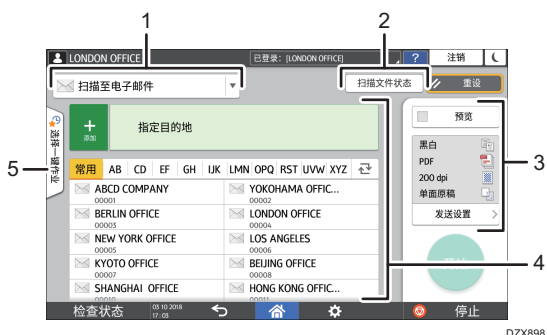 1
2
LONDON OFFICE
已登录：[LONDON OFFICE]
?
注销
扫描至电子邮件
扫描文件状态
重设
添加
指定目的地
预览
选择一键作业
黑白
PDF
200 dpi
单面原稿
发送设置
3
5
常用 AB CD EF GH IJK LMN OPQ RST UVW XYZ
ABCD COMPANY
00001
YOKOHAMA OFFIC...
00002
BERLIN OFFICE
00003
LONDON OFFICE
00004
NEW YORK OFFICE
00005
LOS ANGELES
00006
KYOTO OFFICE
00007
BEIJING OFFICE
00008
SHANGHAI OFFICE
HONG KONG OFFIC...
4
检查状态
03 10 2018
17:03
停止
DZX898